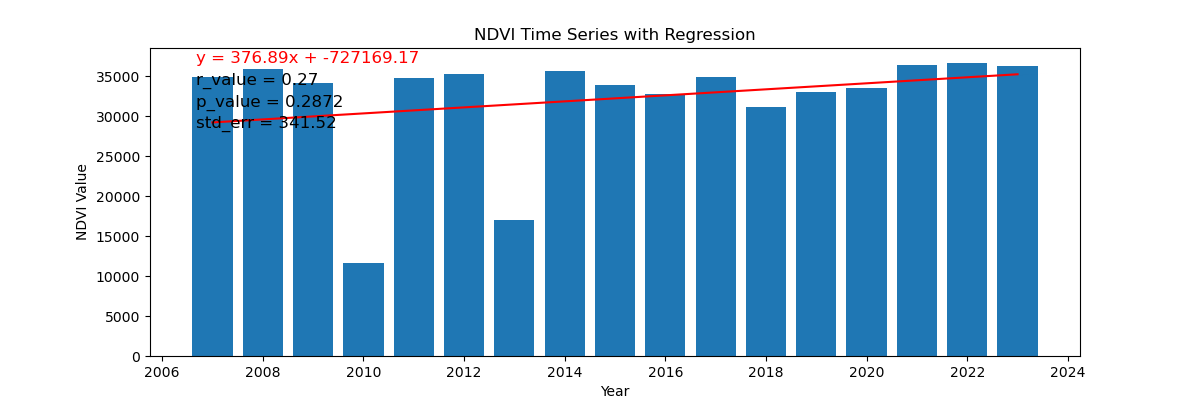 NDVI Time Series with Regression
y = 376.89x + -727169.17
r_value = 0.27
p_value = 0.2872
std_err = 341.52
NDVI Value
35000
30000
25000
20000
15000
10000
5000
0
2006 2008 2010 2012 2014 2016 2018 2020 2022 2024
Year